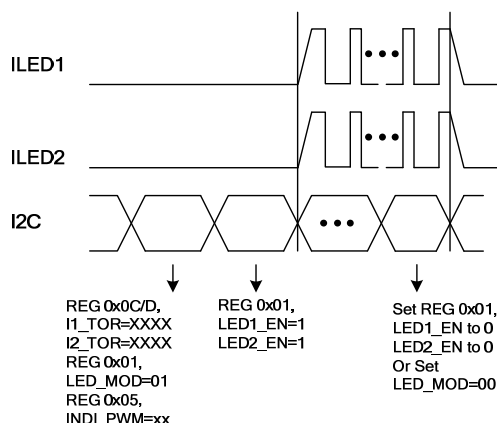 ILED1
ILED2
I2C
REG 0x0C/D,
I1_TOR=XXXX
I2_TOR=XXXX
REG 0x01,
LED_MOD=01
REG 0x05,
INDI_PWM=xx
REG 0x01,
LED1_EN=1
LED2_EN=1
Set REG 0x01,
LED1_EN to 0
LED2_EN to 0
Or Set
LED_MOD=00